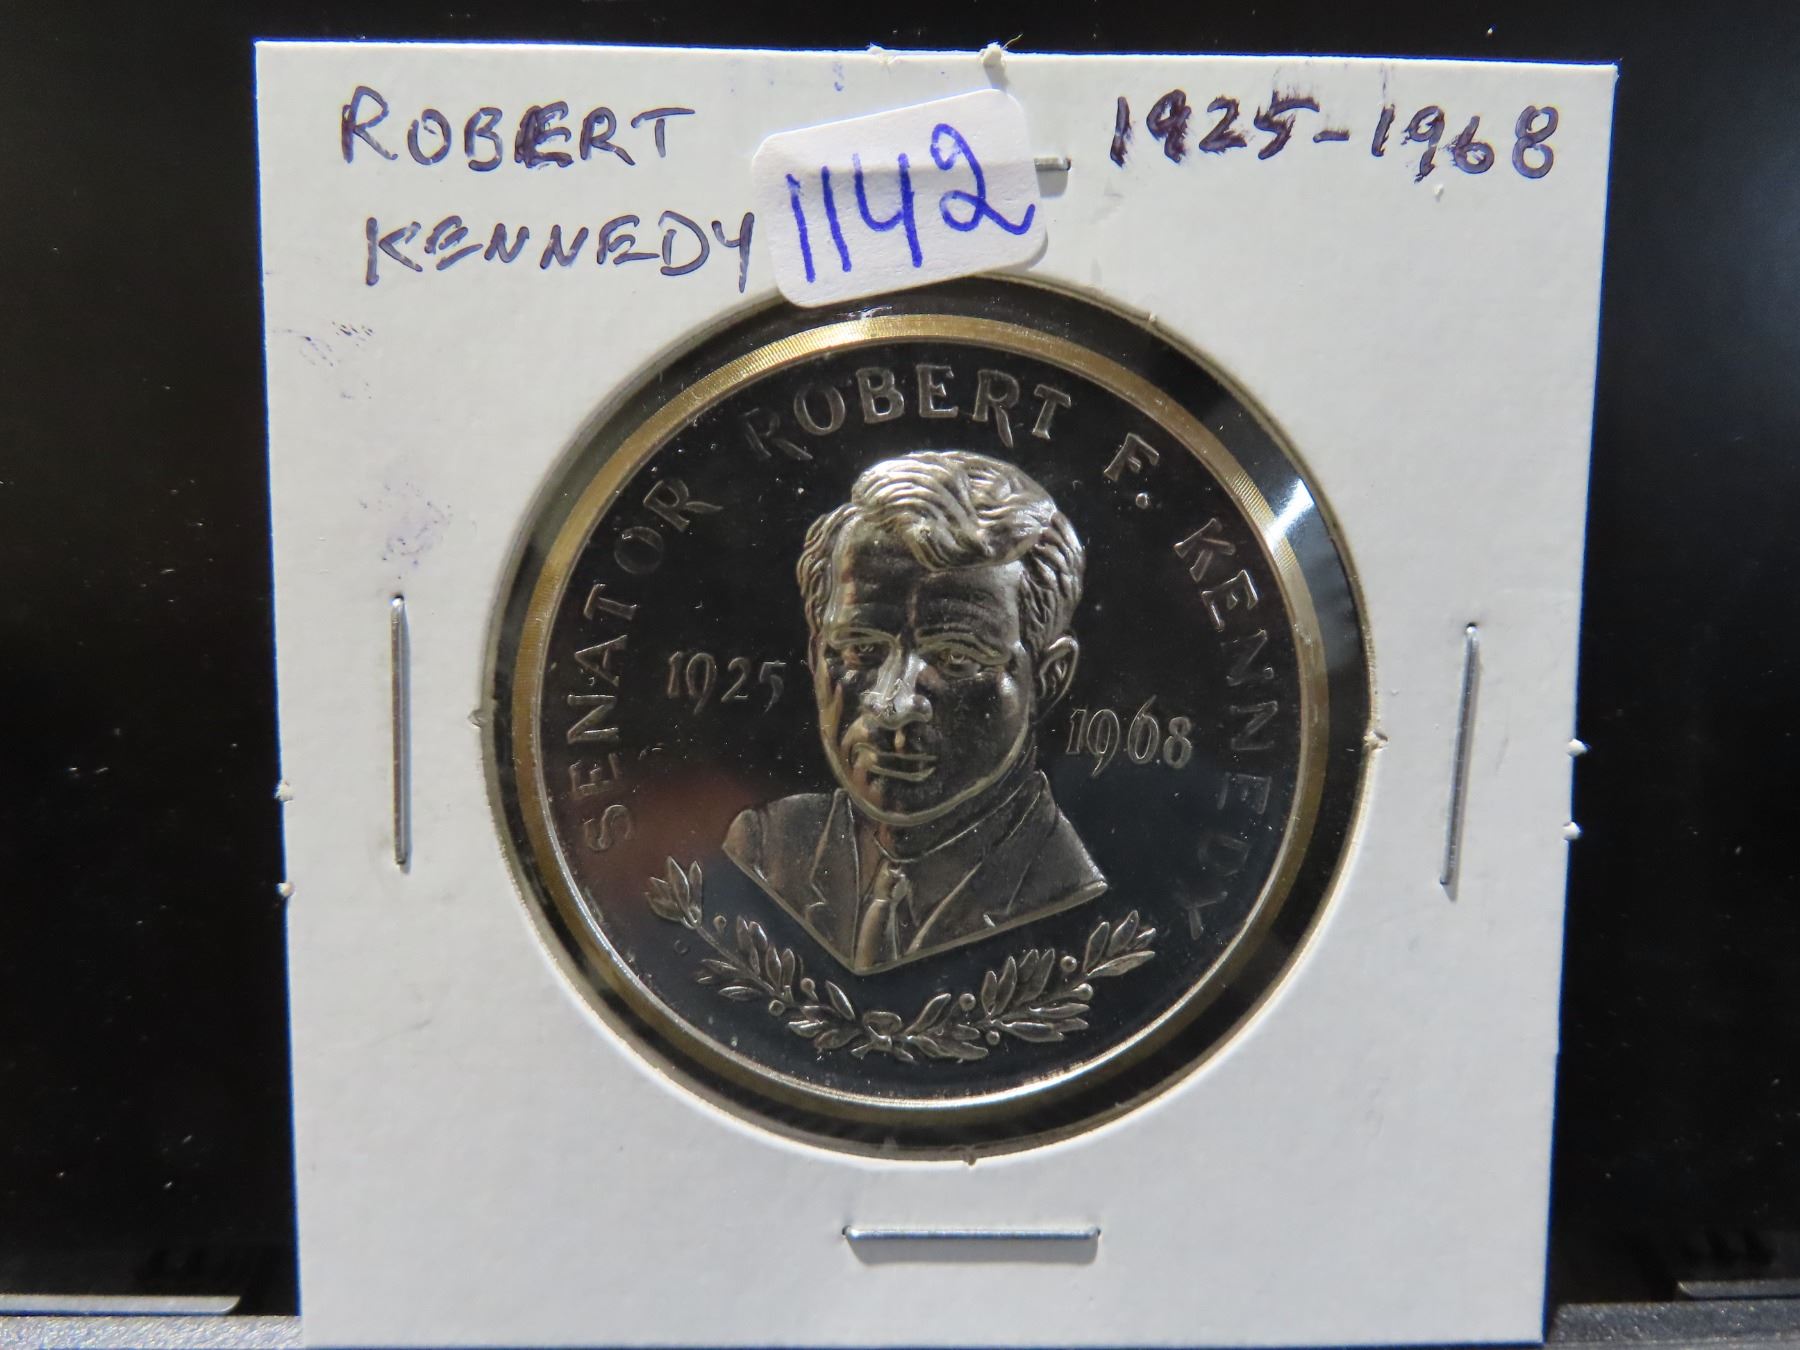 ROBERT
KENNEDY
1142
1925-1968
SENATOR ROBERT F. KENNEDY
1925
1968